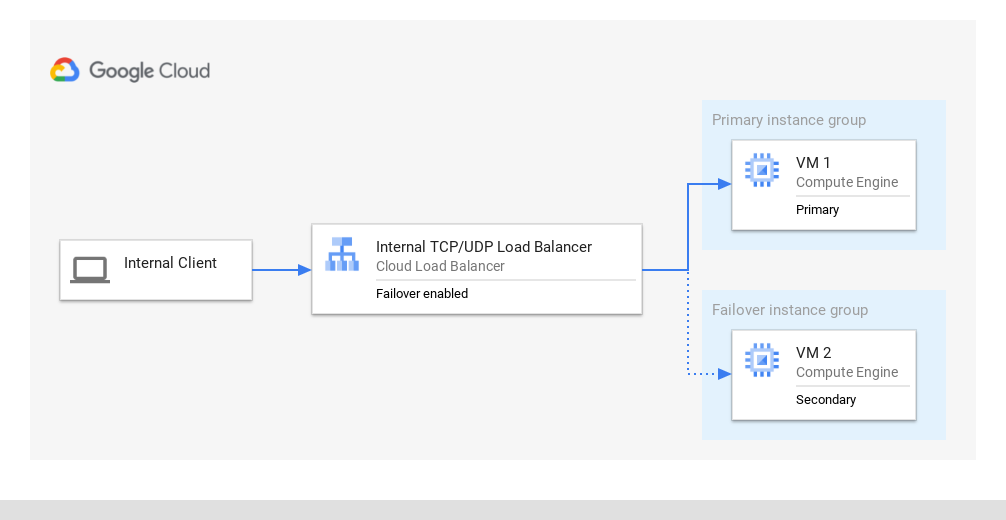 Google Cloud
Primary instance group
VM 1
Compute Engine
Primary
Internal Client
Internal TCP/UDP Load Balancer
Cloud Load Balancer
Failover enabled
Failover instance group
VM 2
Compute Engine
Secondary